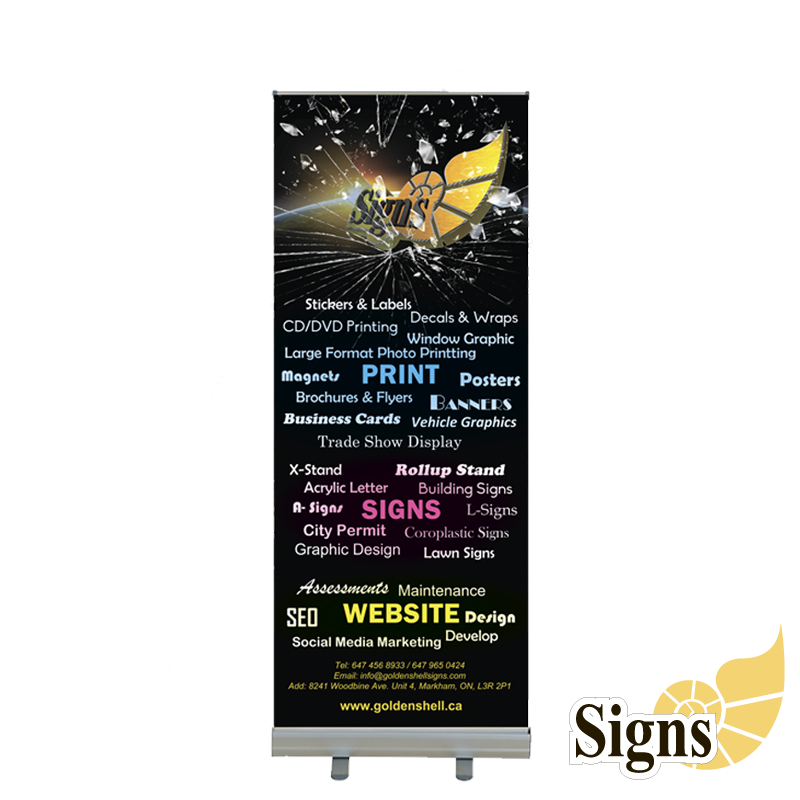 Signs
Stickers & Labels
Decals & Wraps
CD/DVD Printing
Window Graphic
Large Format Photo Printting
Magnets PRINT Posters
Brochures & Flyers BANNERS
Business Cards Vehicle Graphics
Trade Show Display
X-Stand Rollup Stand
Acrylic Letter Building Signs
A- Signs SIGNS L-Signs
City Permit Coroplastic Signs
Graphic Design Lawn Signs
Assessments Maintenance
SEO WEBSITE Design
Social Media Marketing Develop
Tel: 647 456 8933 / 647 965 0424
Email: info@goldenshellsigns.com
Add: 8241 Woodbine Ave. Unit 4, Markham, ON, L3R 2P1
www.goldenshell.ca
Signs